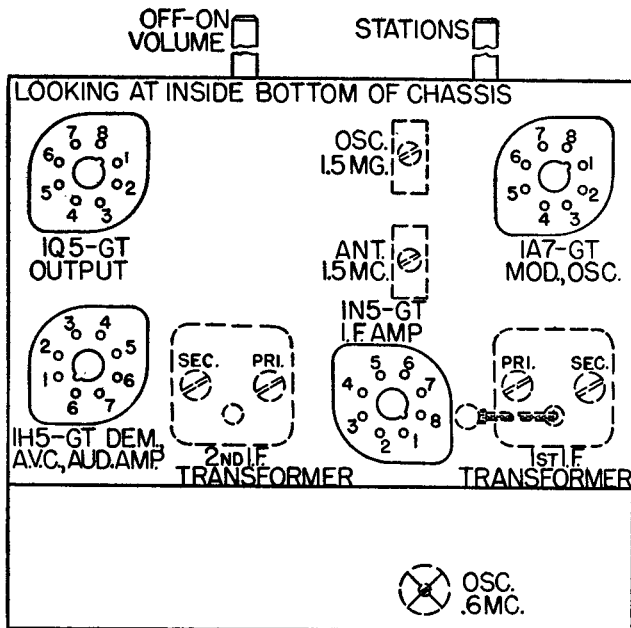 OFF-ON
VOLUME
STATIONS
LOOKING AT INSIDE BOTTOM OF CHASSIS
7 8
6 1
5 2
4 3
1Q5-GT
OUTPUT
OSC.
1.5 MG.
7 8
6 1
5 2
4 3
1A7-GT
MOD., OSC.
ANT.
1.5 MC.
3 4
2 5
1 6
6 7
1H5-GT DEM.,
A.V.C., AUD. AMP.
SEC. PRI.
2ND I.F.
TRANSFORMER
1N5-GT
I.F. AMP
5 6
4 7
3 8
2 1
PRI. SEC.
1ST I.F.
TRANSFORMER
OSC.
.6 MC.